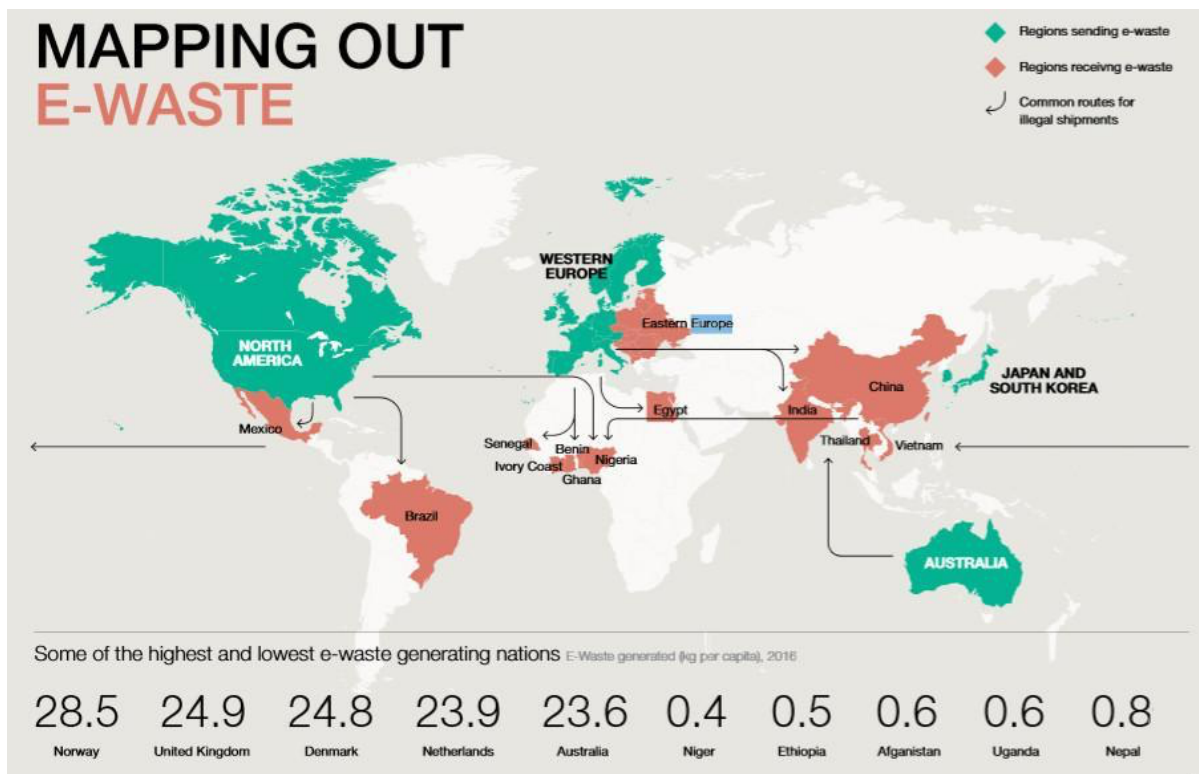 MAPPING OUT
E-WASTE
Regions sending e-waste
Regions receivng e-waste
Common routes for
illegal shipments
WESTERN
EUROPE
Eastern Europe
NORTH
AMERICA
JAPAN AND
SOUTH KOREA
China
Mexico
Egypt
India
Senegal
Benin
Thailand
Vietnam
Ivory Coast
Nigeria
Ghana
Brazil
AUSTRALIA
Some of the highest and lowest e-waste generating nations E-Waste generated (kg per capita), 2016
28.5 24.9 24.8 23.9 23.6 0.4 0.5 0.6 0.6 0.8
Norway United Kingdom Denmark Netherlands Australia Niger Ethiopia Afganistan Uganda Nepal